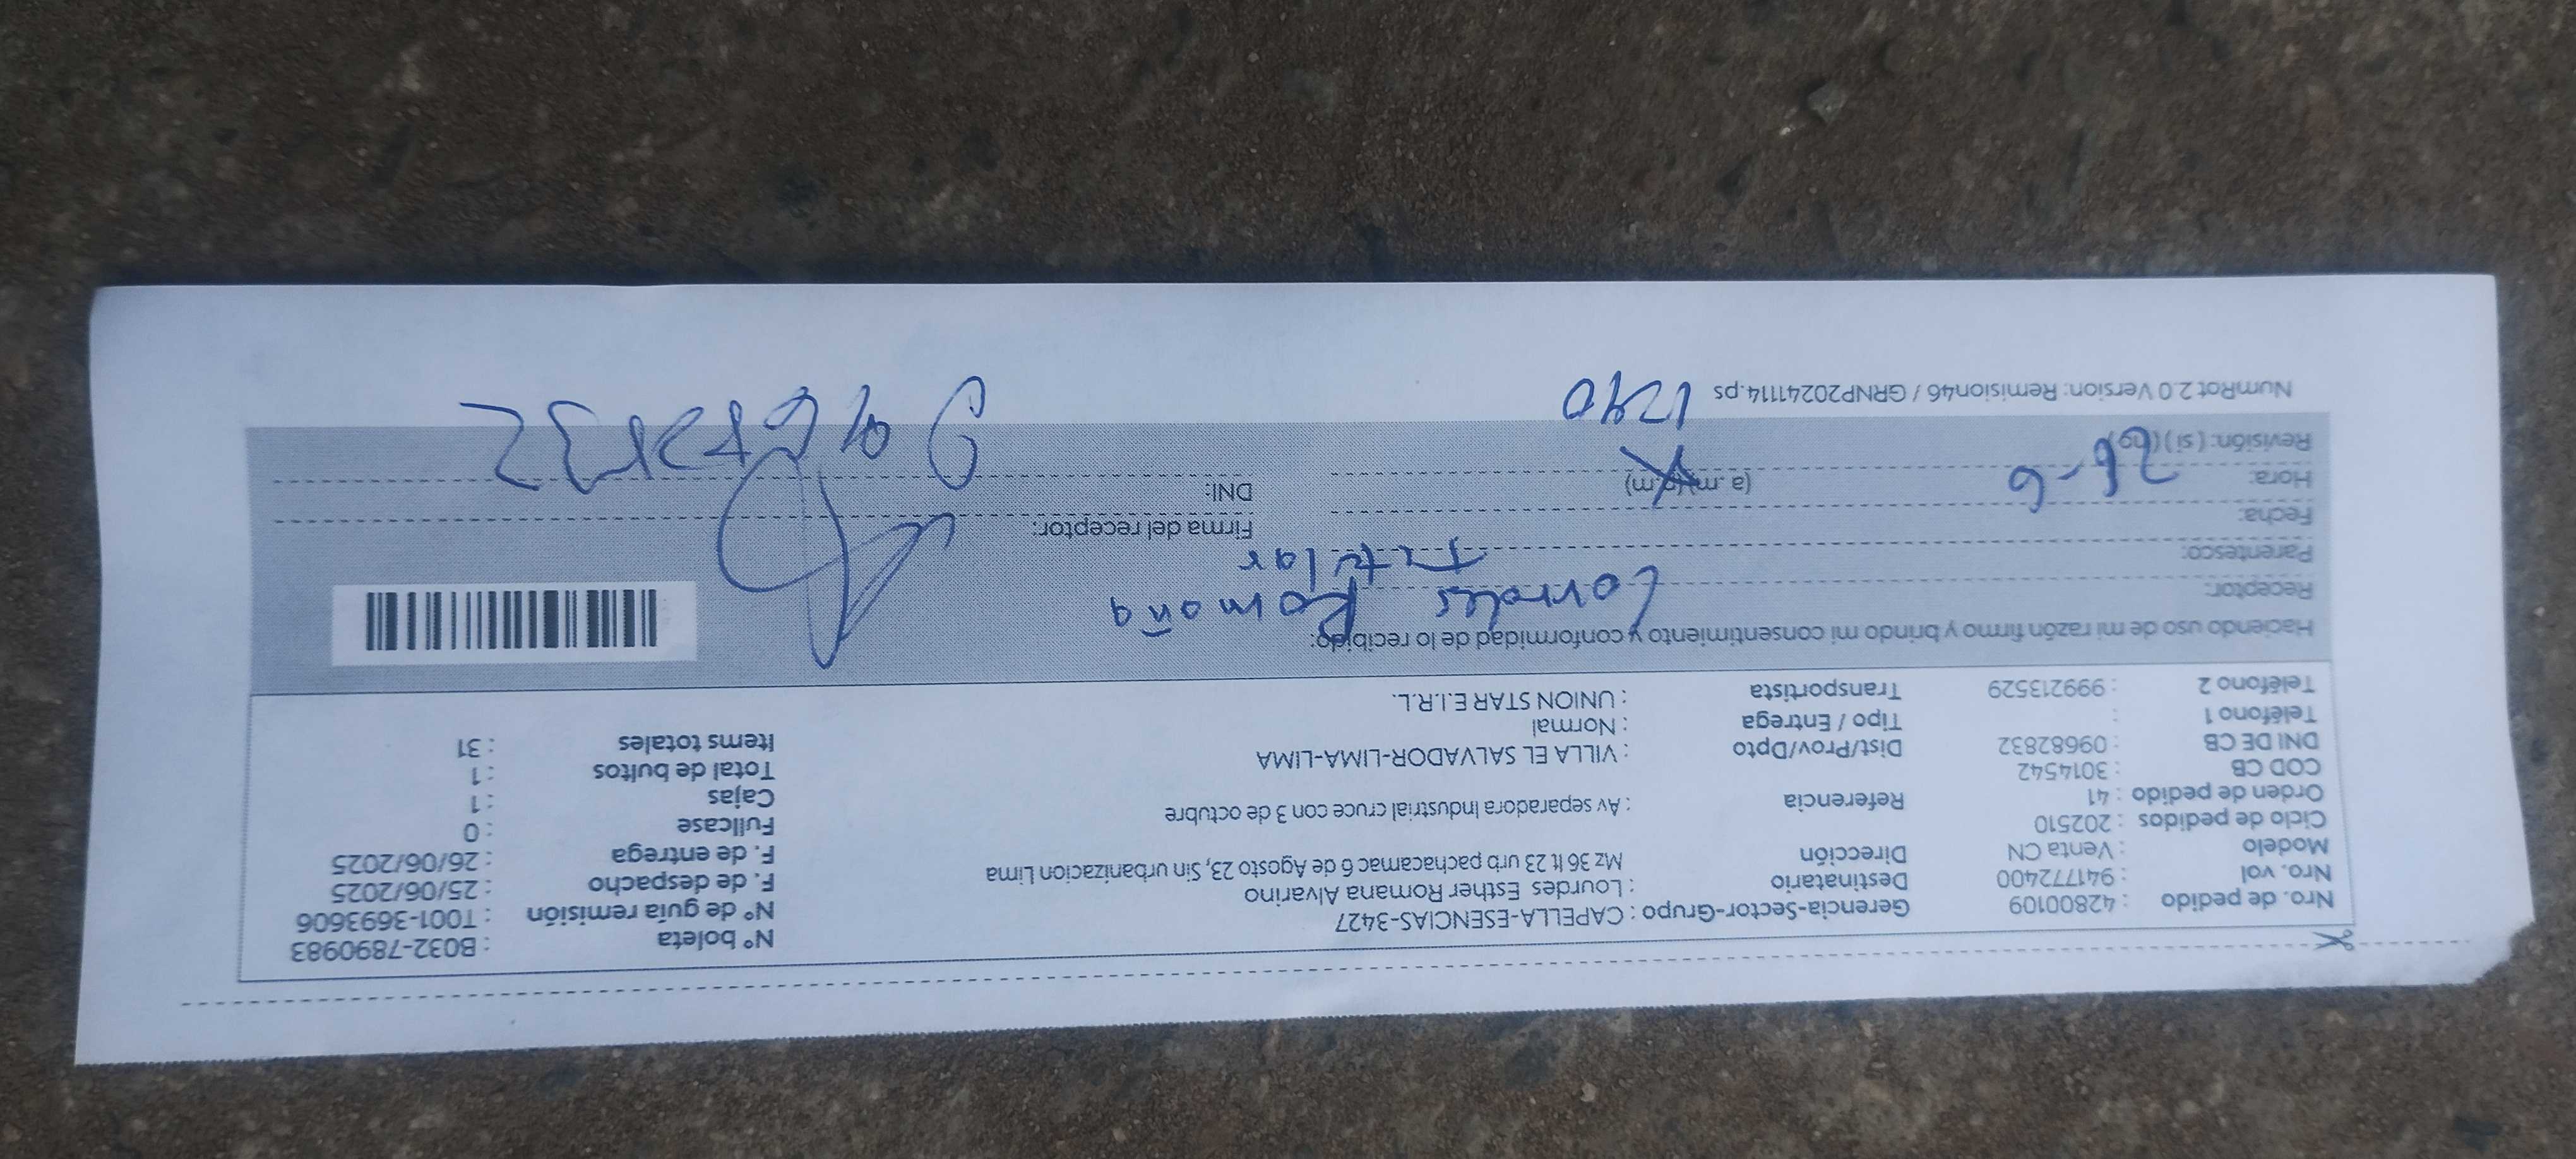 Nro. de pedido : 42800109 Gerencia-Sector-Grupo : CAPELLA-ESENCIAS-3427 N° boleta : B032-7890983
Nro. vol : 941772400 Destinatario : Lourdes Esther Romana Alvarino N° de guía remisión : T001-3693606
Modelo : Venta CN Dirección Mz 36 lt 23 urb pachacamac 6 de Agosto 23, Sin urbanizacion Lima F. de despacho : 25/06/2025
Ciclo de pedidos : 202510 F. de entrega : 26/06/2025
Orden de pedido : 41 Referencia : Av separadora Industrial cruce con 3 de octubre Fullcase : 0
COD CB : 3014542 Cajas : 1
DNI DE CB : 09682832 Dist/Prov/Dpto : VILLA EL SALVADOR-LIMA-LIMA Total de bultos : 1
Teléfono 1 : Tipo / Entrega : Normal Items totales : 31
Teléfono 2 : 999213529 Transportista : UNION STAR E.I.R.L.
Haciendo uso de mi razón firmo y brindo mi consentimiento y conformidad de lo recibido:
Receptor: Romaña
Parentesco: Titular
Fecha: Firma del receptor:
Hora: 26-6 (a.m) (p.m) DNI:
Revisión: (si) (no)
NumRot 2.0 Version: Remision46 / GRNP20241114.ps 1240